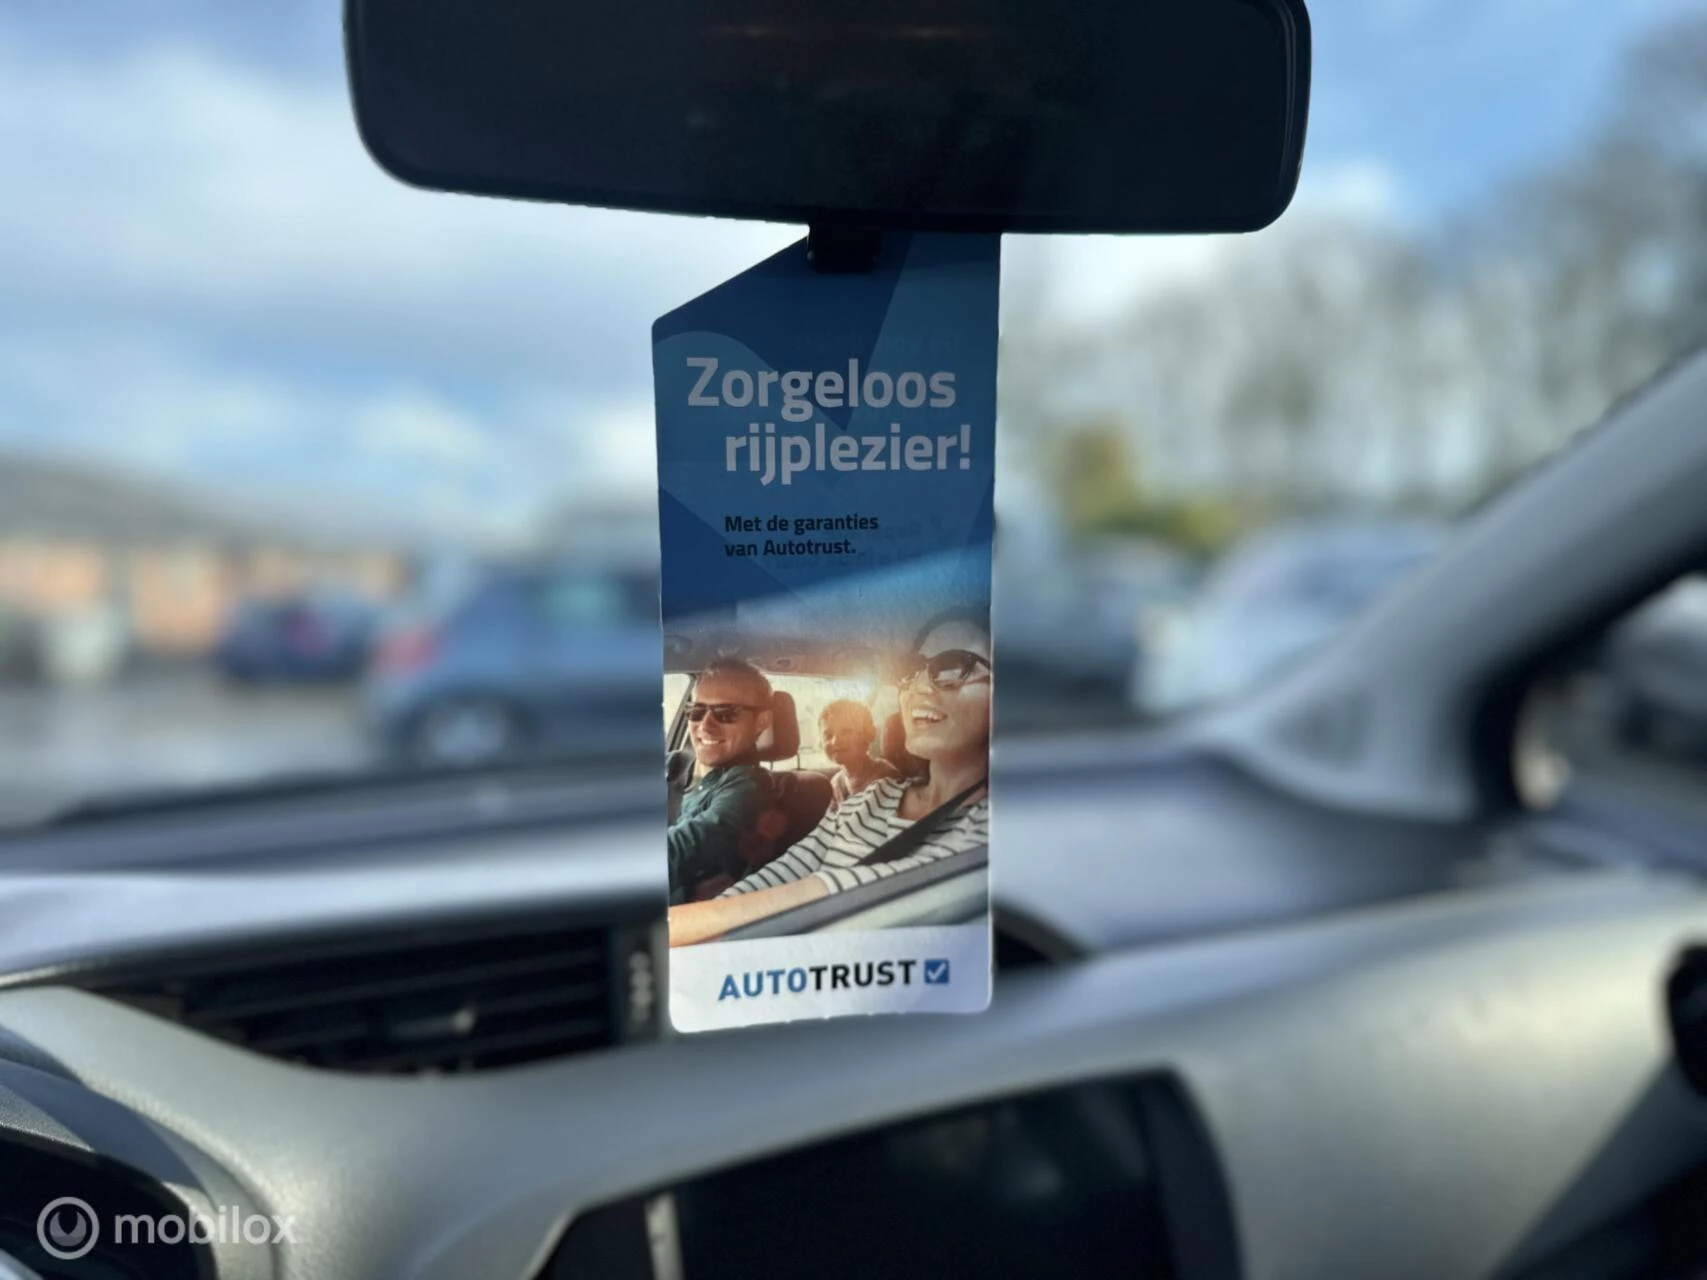 Zorgeloos
rijplezier!
Met de garanties
van Autotrust.
AUTOTRUST
mobilox